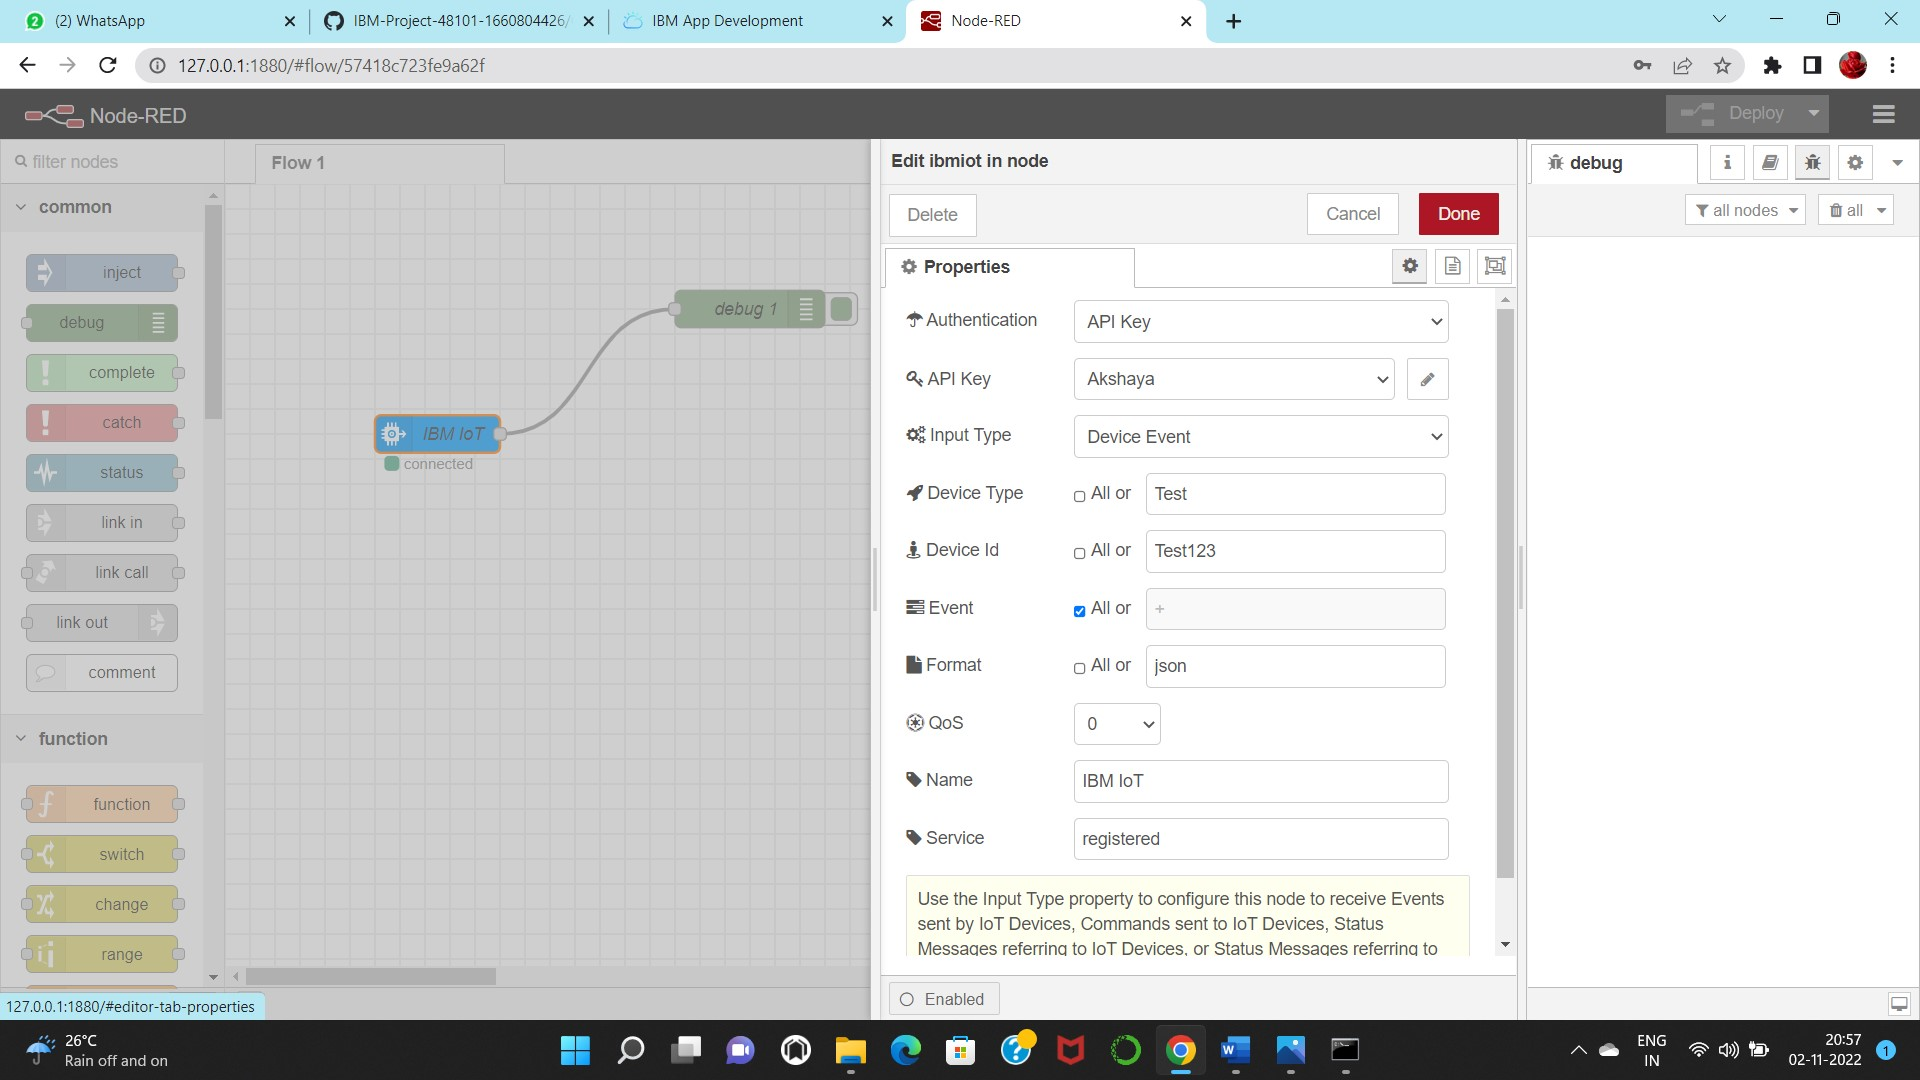 (2) WhatsApp
IBM-Project-48101-1660804426/
IBM App Development
Node-RED
127.0.0.1:1880/#flow/57418c723fe9a62f
Node-RED
Deploy
filter nodes
Flow 1
Edit ibmiot in node
debug
Delete
Cancel
Done
all nodes
all
common
inject
debug
complete
catch
status
link in
link call
link out
comment
function
function
switch
change
range
debug 1
IBM IoT
connected
Properties
Authentication
API Key
API Key
Akshaya
Input Type
Device Event
Device Type
All or
Test
Device Id
All or
Test123
Event
All or
+
Format
All or
json
QoS
0
Name
IBM IoT
Service
registered
Use the Input Type property to configure this node to receive Events
sent by IoT Devices, Commands sent to IoT Devices, Status
Messages referring to IoT Devices, or Status Messages referring to
Enabled
127.0.0.1:1880/#editor-tab-properties
26°C
Rain off and on
ENG
IN
20:57
02-11-2022
1